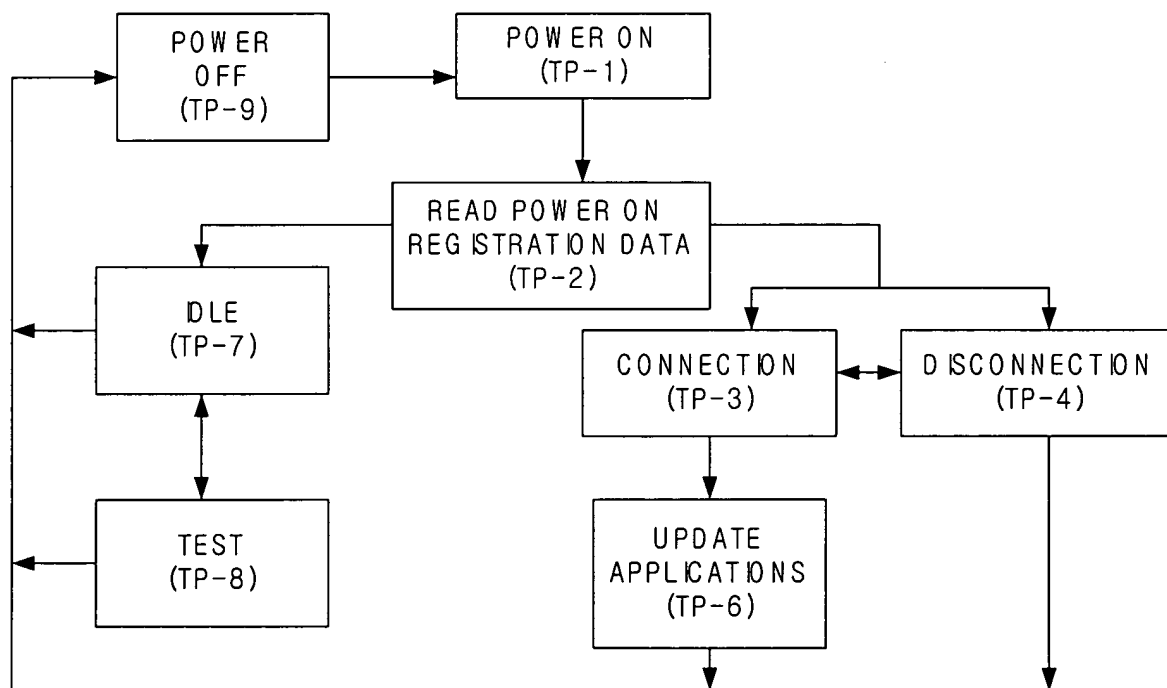 POWER
OFF
(TP-9)
POWER ON
(TP-1)
READ POWER ON
REGISTRATION DATA
(TP-2)
IDLE
(TP-7)
CONNECTION
(TP-3)
DISCONNECTION
(TP-4)
TEST
(TP-8)
UPDATE
APPLICATIONS
(TP-6)